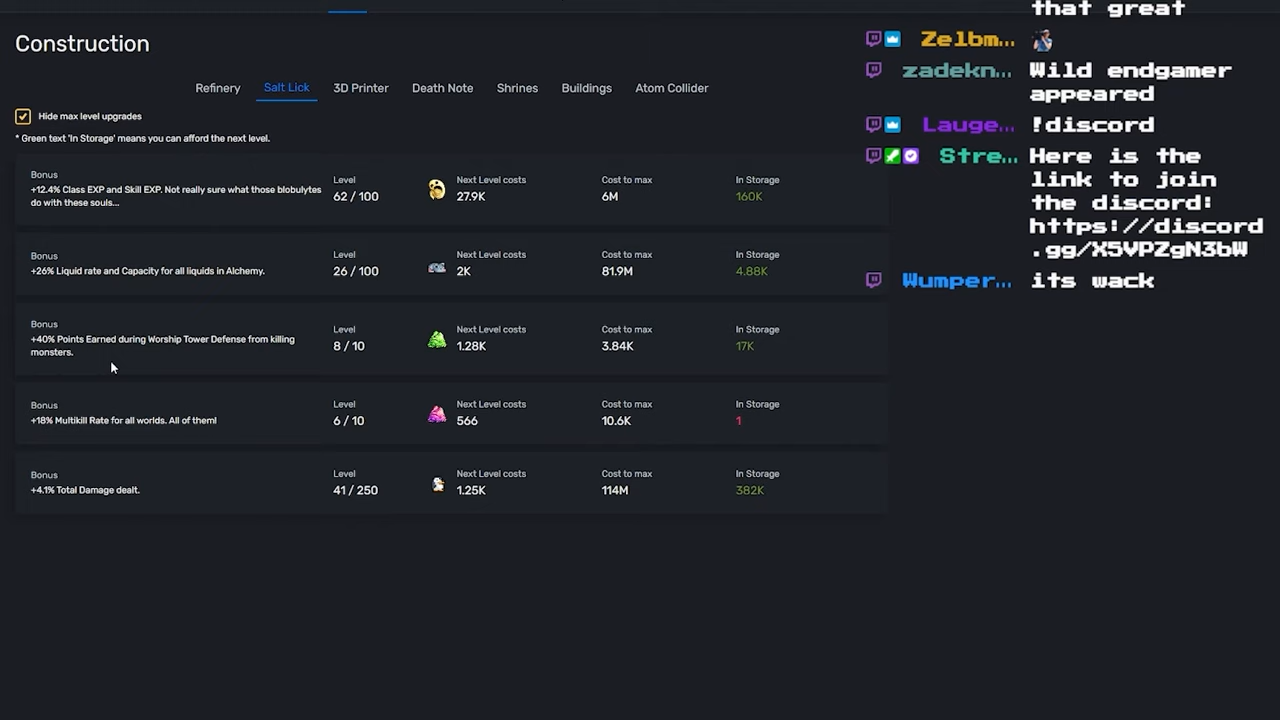 Construction
Refinery Salt Lick 3D Printer Death Note Shrines Buildings Atom Collider
Hide max level upgrades
* Green text 'In Storage' means you can afford the next level.
Bonus
+12.4% Class EXP and Skill EXP. Not really sure what those blobulytes
do with these souls...
Level
62 / 100
Next Level costs
27.9K
Cost to max
6M
In Storage
160K
Bonus
+26% Liquid rate and Capacity for all liquids in Alchemy.
Level
26 / 100
Next Level costs
2K
Cost to max
81.9M
In Storage
4.88K
Bonus
+40% Points Earned during Worship Tower Defense from killing
monsters.
Level
8 / 10
Next Level costs
1.28K
Cost to max
3.84K
In Storage
17K
Bonus
+18% Multikill Rate for all worlds. All of them!
Level
6 / 10
Next Level costs
566
Cost to max
10.6K
In Storage
1
Bonus
+4.1% Total Damage dealt.
Level
41 / 250
Next Level costs
1.25K
Cost to max
114M
In Storage
382K
that great
Zelbm...
zadekn... Wild endgamer
appeared
Lauge... !discord
Stre... Here is the
link to join
the discord:
https://discord
.gg/X5VPZgN3bW
Wumper... its wack